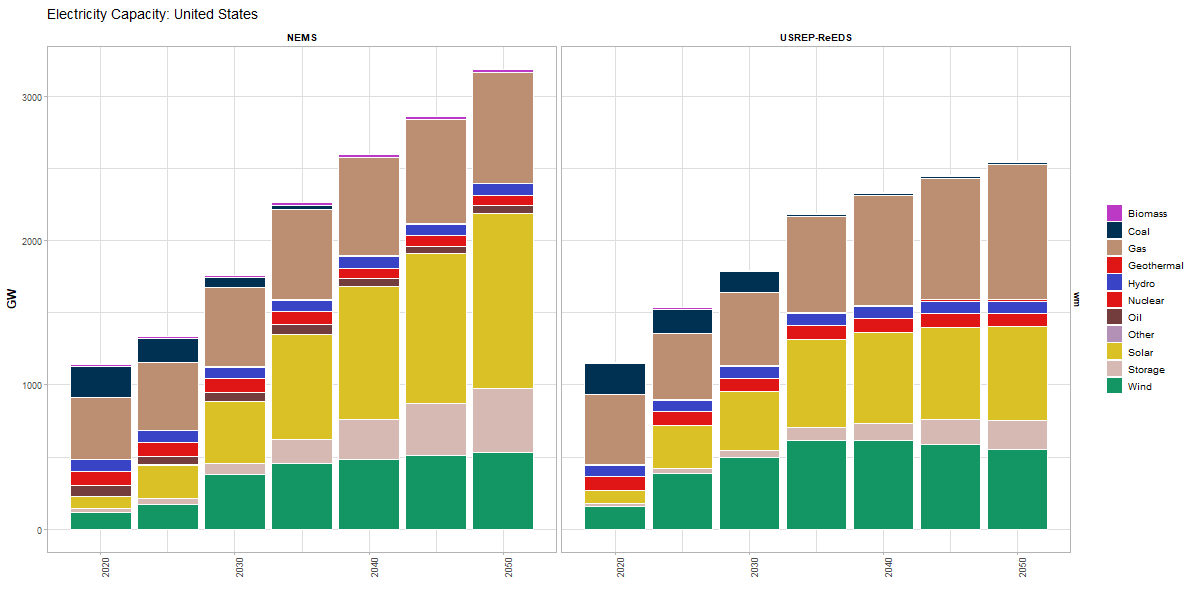 Electricity Capacity: United States
NEMS
USREP-ReEDS
3000
2000
1000
0
GW
wm
2020
2030
2040
2050
2020
2030
2040
2050
Biomass
Coal
Gas
Geothermal
Hydro
Nuclear
Oil
Other
Solar
Storage
Wind